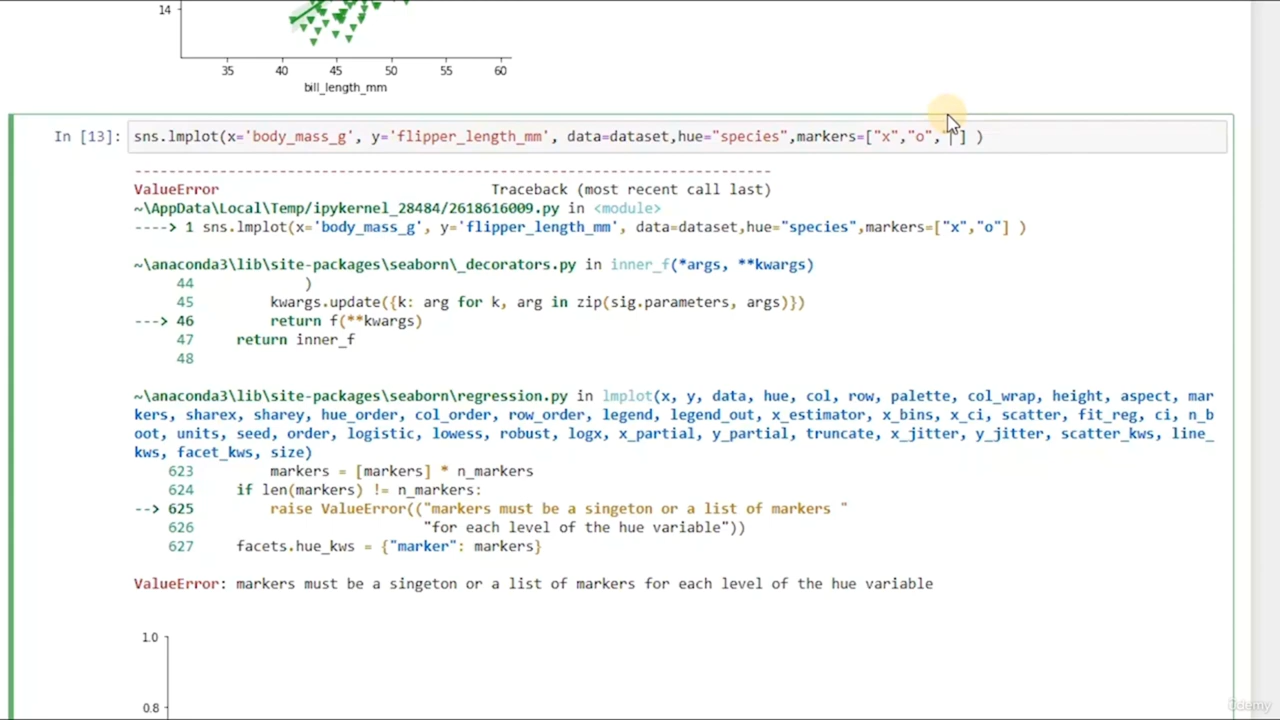 14
35 40 45 50 55 60
bill_length_mm
In [13]: sns.lmplot(x='body_mass_g', y='flipper_length_mm', data=dataset,hue="species",markers=["x","o",""] )
---------------------------------------------------------------------------
ValueError Traceback (most recent call last)
~\AppData\Local\Temp/ipykernel_28484/2618616009.py in <module>
----> 1 sns.lmplot(x='body_mass_g', y='flipper_length_mm', data=dataset,hue="species",markers=["x","o"] )
~\anaconda3\lib\site-packages\seaborn\_decorators.py in inner_f(*args, **kwargs)
44 )
45 kwargs.update({k: arg for k, arg in zip(sig.parameters, args)})
---> 46 return f(**kwargs)
47 return inner_f
48
~\anaconda3\lib\site-packages\seaborn\regression.py in lmplot(x, y, data, hue, col, row, palette, col_wrap, height, aspect, mar
kers, sharex, sharey, hue_order, col_order, row_order, legend, legend_out, x_estimator, x_bins, x_ci, scatter, fit_reg, ci, n_b
oot, units, seed, order, logistic, lowess, robust, logx, x_partial, y_partial, truncate, x_jitter, y_jitter, scatter_kws, line_
kws, facet_kws, size)
623 markers = [markers] * n_markers
624 if len(markers) != n_markers:
--> 625 raise ValueError(("markers must be a singeton or a list of markers "
626 "for each level of the hue variable"))
627 facets.hue_kws = {"marker": markers}
ValueError: markers must be a singeton or a list of markers for each level of the hue variable
1.0
0.8
Udemy